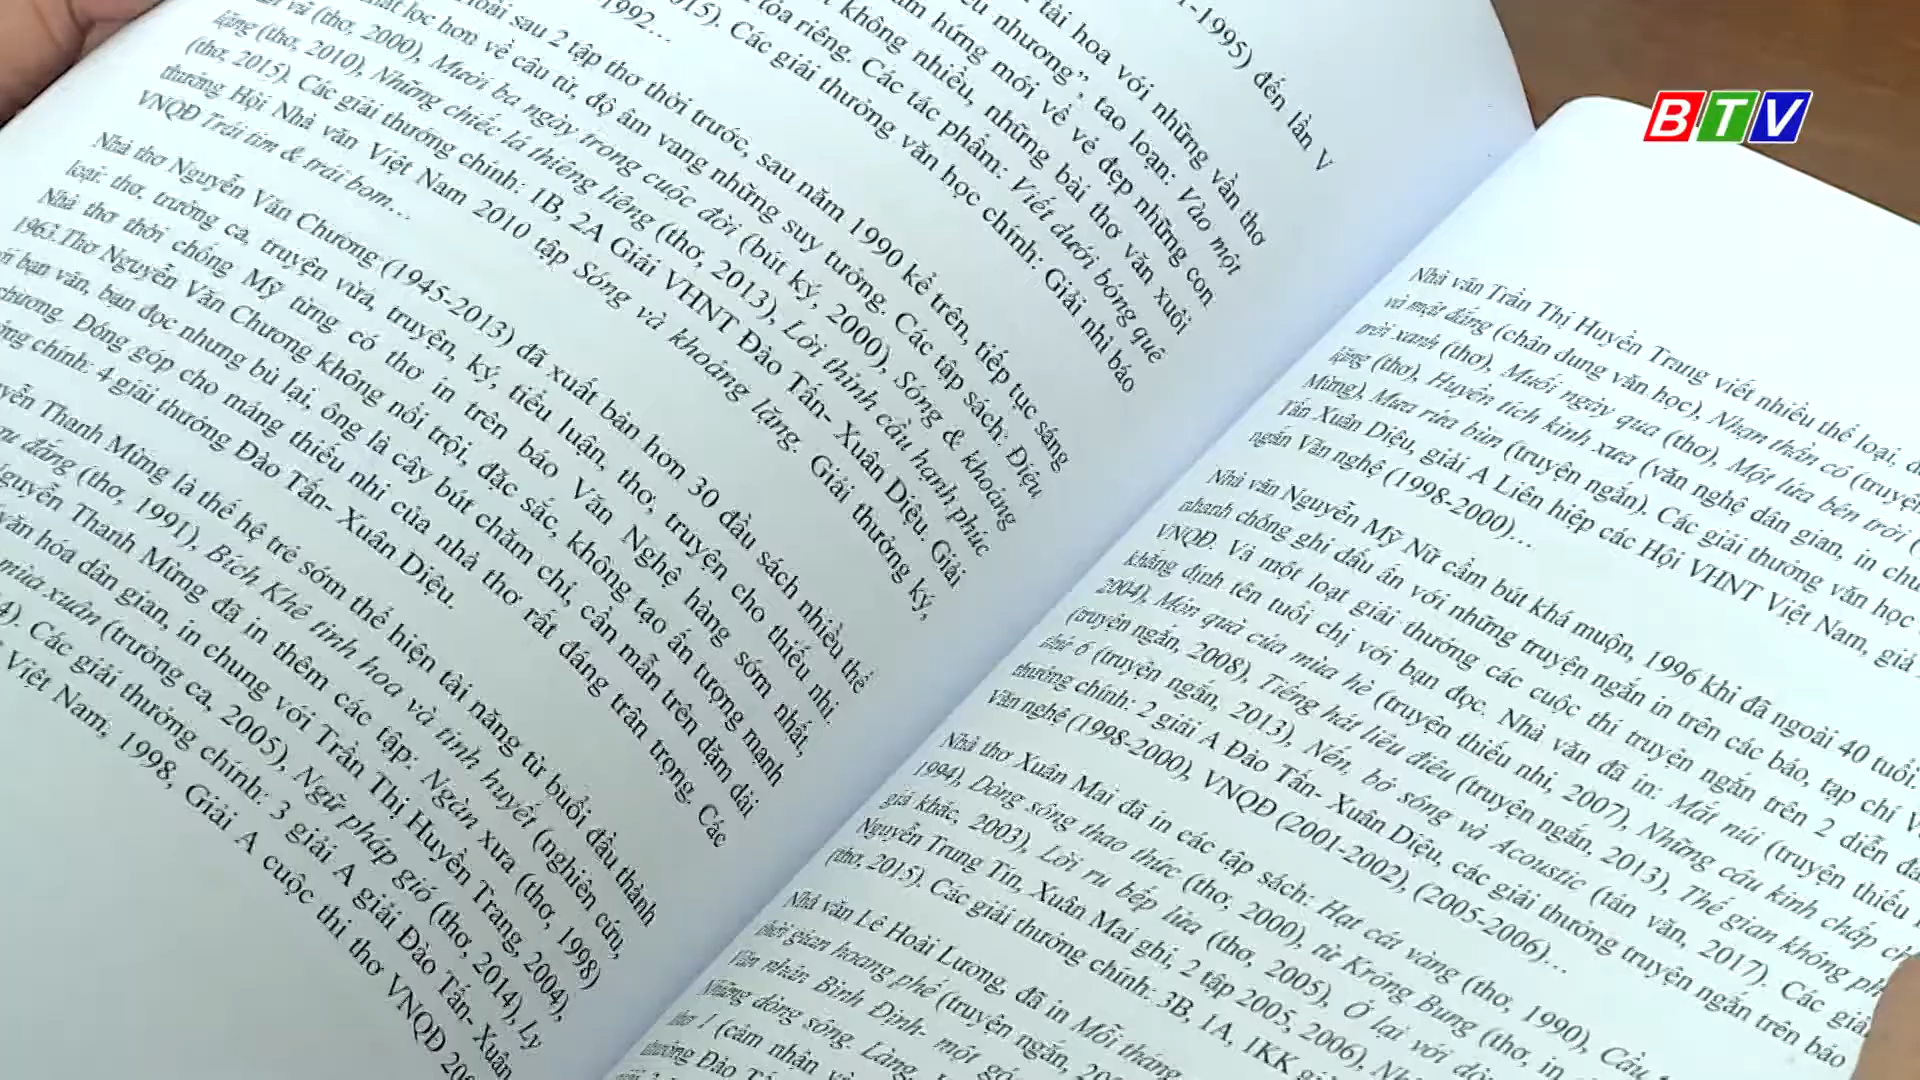 1-1995) đến lần V
tài hoa với những vần thơ
nhương", tao loạn: Vào một
hứng mới về vẻ đẹp những con
không nhiều, những bài thơ văn xuôi
tỏa riêng. Các tác phẩm: Viết dưới bóng quê
2015). Các giải thưởng văn học chính: Giải nhì báo
1992…
sau 2 tập thơ thời trước, sau năm 1990 kể trên, tiếp tục sáng
lọc hơn về câu từ, độ âm vang những suy tưởng. Các tập sách: Điệu
vũ (thơ, 2000), Mười ba ngày trong cuộc đời (bút ký, 2000), Sóng & khoảng
lặng (thơ, 2010), Những chiếc lá thiêng liêng (thơ, 2013), Lời thỉnh cầu hạnh phúc
(thơ, 2015). Các giải thưởng chính: 1B, 2A Giải VHNT Đào Tấn- Xuân Diệu. Giải
thưởng Hội Nhà văn Việt Nam 2010 tập Sóng và khoảng lặng. Giải thưởng ký,
VNQĐ Trái tim & trái bom…
Nhà thơ Nguyễn Văn Chương (1945-2013) đã xuất bản hơn 30 đầu sách nhiều thể
loại: thơ, trường ca, truyện vừa, truyện, ký, tiểu luận, thơ, truyện cho thiếu nhi.
Nhà thơ thời chống Mỹ từng có thơ in trên báo Văn Nghệ hàng sớm nhất,
1963.Thơ Nguyễn Văn Chương không nổi trội, đặc sắc, không tạo ấn tượng mạnh
bạn văn, bạn đọc nhưng bù lại, ông là cây bút chăm chỉ, cần mẫn trên dặm dài
chương. Đóng góp cho mảng thiếu nhi của nhà thơ rất đáng trân trọng. Các
chính: 4 giải thưởng Đào Tấn- Xuân Diệu.
Thanh Mừng là thế hệ trẻ sớm thể hiện tài năng từ buổi đầu thành
đắng (thơ, 1991), Bích Khê tinh hoa và tinh huyết (nghiên cứu,
Nguyễn Thanh Mừng đã in thêm các tập: Ngàn xưa (thơ, 1998)
văn hóa dân gian, in chung với Trần Thị Huyền Trang, 2004),
mùa xuân (trường ca, 2005), Ngữ pháp gió (thơ, 2014), Ly
Các giải thưởng chính: 3 giải A giải Đào Tấn- Xuân
Việt Nam, 1998, Giải A cuộc thi thơ VNQĐ
BTV
Nhà văn Trần Thị Huyền Trang viết nhiều thể loại,
và mật đắng (chân dung văn học), Nhạn thần cô
trời xanh (thơ), Muối ngày qua (thơ), Một lúa bên trời
lặng (thơ), Huyền tích kinh xưa (văn nghệ dân gian, in
Mừng), Mưa rửa bùn (truyện ngắn). Các giải thưởng văn học
Tấn Xuân Diệu, giải A Liên hiệp các Hội VHNT Việt Nam, giả
ngắn Văn nghệ (1998-2000)…
Nhà văn Nguyễn Mỹ Nữ cầm bút khá muộn, 1996 khi đã ngoài 40 tuổi.
nhanh chóng ghi dấu ấn với những truyện ngắn in trên các báo, tạp chí
VNQĐ. Và một loạt giải thưởng các cuộc thi truyện ngắn trên 2 diễn
khẳng định tên tuổi chị với bạn đọc. Nhà văn đã in: Mắt núi (truyện thiếu
2004), Món quà của mùa hè (truyện thiếu nhi, 2007), Những câu kinh chấp
(truyện ngắn, 2008), Tiếng hát liêu điêu (truyện ngắn, 2013), Thế gian không
thứ 6 (truyện ngắn, 2013), Nến, bò sóng và Acoustic (tản văn, 2017). Các giả
thưởng chính: 2 giải A Đào Tấn- Xuân Diệu, các giải thưởng truyện ngắn trên báo
Văn nghệ (1998-2000), VNQĐ (2001-2002), (2005-2006)…
Nhà thơ Xuân Mai đã in các tập sách: Hạt cát vàng (thơ, 1990),
1994), Dòng sông thao thức (thơ, 2000), từ Krông Bung (thơ, in
giả khác, 2003), Lời ru bếp lửa (thơ, 2005), Ở lại với
Nguyễn Trung Tín, Xuân Mai ghi, 2 tập 2005, 2006),
(thơ, 2015). Các giải thưởng chính: 3B, 1A, 1KK
Nhà văn Lê Hoài Lương, đã in Mỗi tháng
thời gian hoang phế (truyện ngắn,
Văn nhân Bình Định- một
Những dòng sông. Làng,
thơ 1 (cảm nhận
thưởng Đào